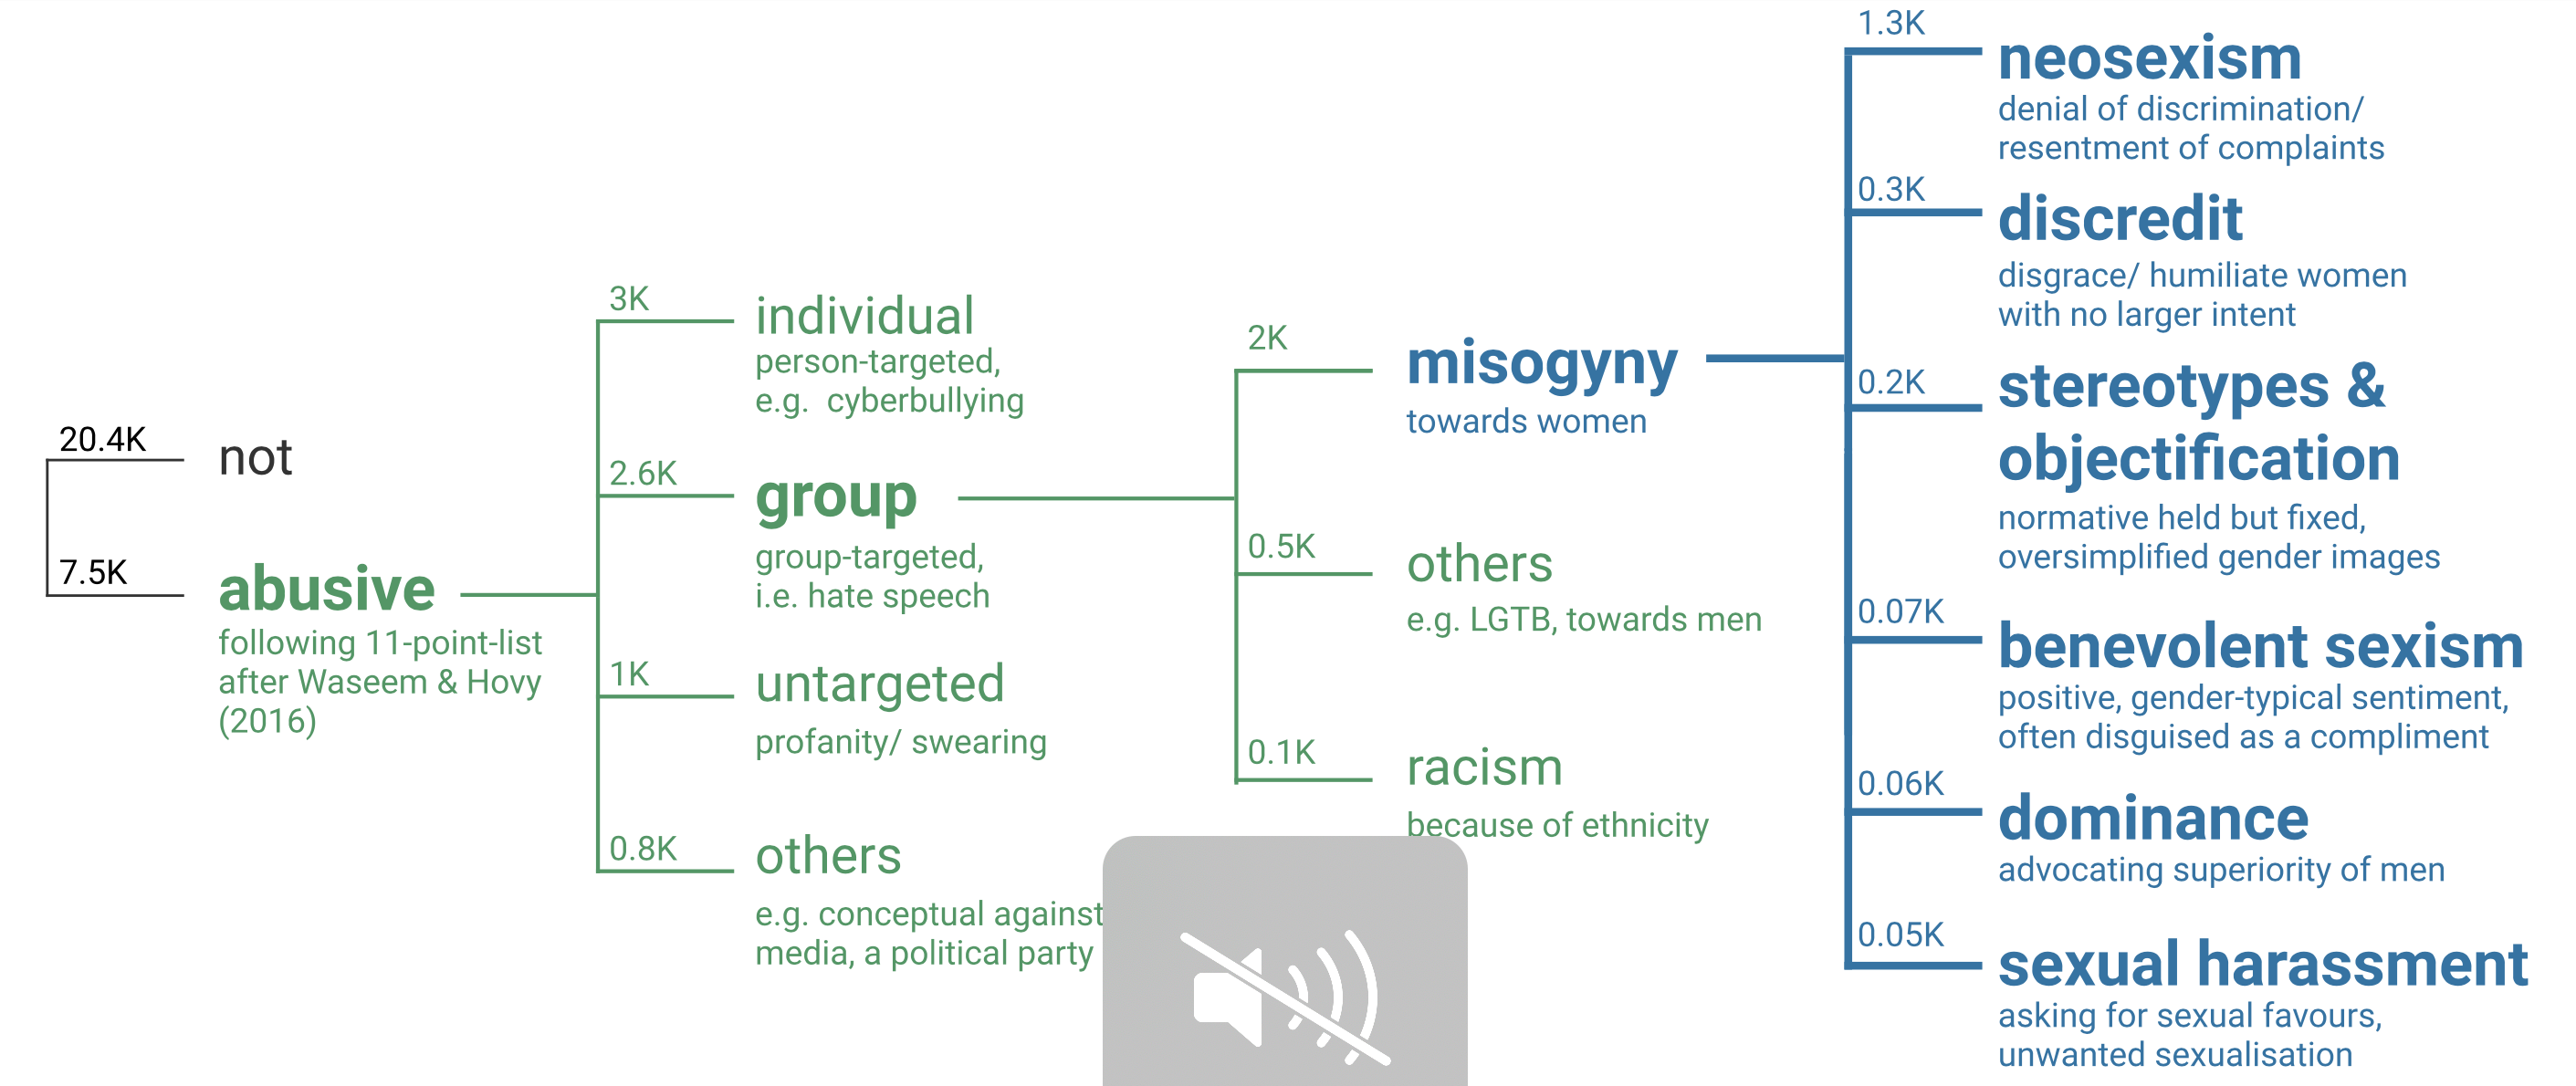 20.4K
not
7.5K
abusive
following 11-point-list
after Waseem & Hovy
(2016)
3K
individual
person-targeted,
e.g.  cyberbullying
2.6K
group
group-targeted,
i.e. hate speech
1K
untargeted
profanity/ swearing
0.8K
others
e.g. conceptual against
media, a political party
2K
misogyny
towards women
0.5K
others
e.g. LGTB, towards men
0.1K
racism
because of ethnicity
1.3K
neosexism
denial of discrimination/
resentment of complaints
0.3K
discredit
disgrace/ humiliate women
with no larger intent
0.2K
stereotypes &
objectification
normative held but fixed,
oversimplified gender images
0.07K
benevolent sexism
positive, gender-typical sentiment,
often disguised as a compliment
0.06K
dominance
advocating superiority of men
0.05K
sexual harassment
asking for sexual favours,
unwanted sexualisation